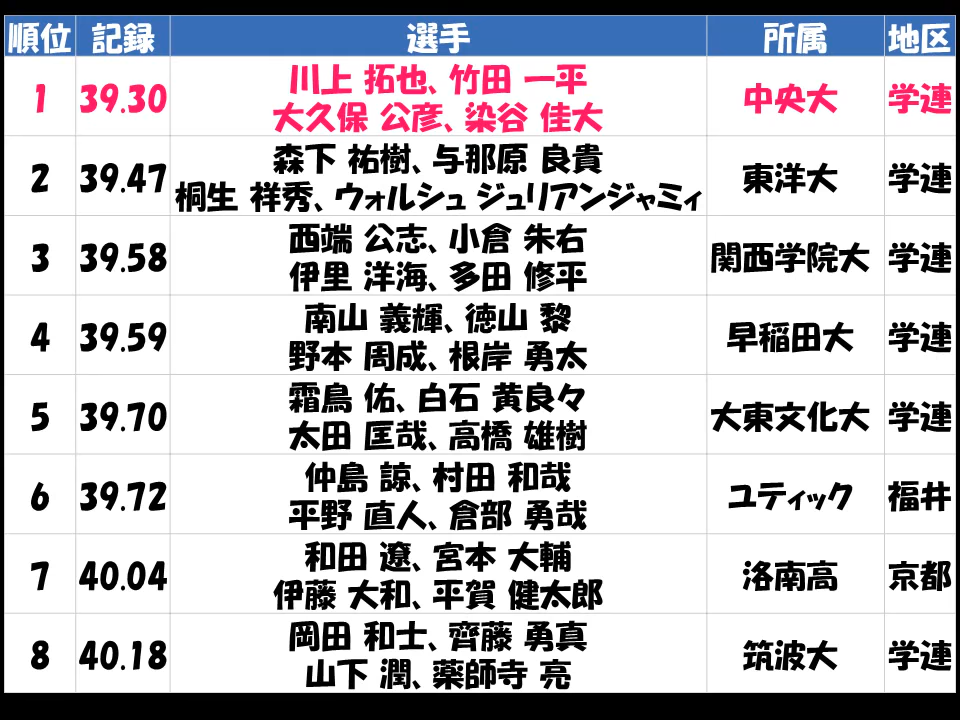 順位 記録 選手 所属 地区
1 39.30 川上 拓也、竹田 一平 中央大 学連
大久保 公彦、染谷 佳大
2 39.47 森下 祐樹、与那原 良貴 東洋大 学連
桐生 祥秀、ウォルシュ ジュリアンジャミィ
3 39.58 西端 公志、小倉 朱右 関西学院大 学連
伊里 洋海、多田 修平
4 39.59 南山 義輝、徳山 黎 早稲田大 学連
野本 周成、根岸 勇太
5 39.70 霜鳥 佑、白石 黄良々 大東文化大 学連
太田 匡哉、高橋 雄樹
6 39.72 仲島 諒、村田 和哉 ユティック 福井
平野 直人、倉部 勇哉
7 40.04 和田 遼、宮本 大輔 洛南高 京都
伊藤 大和、平賀 健太郎
8 40.18 岡田 和士、齊藤 勇真 筑波大 学連
山下 潤、薬師寺 亮